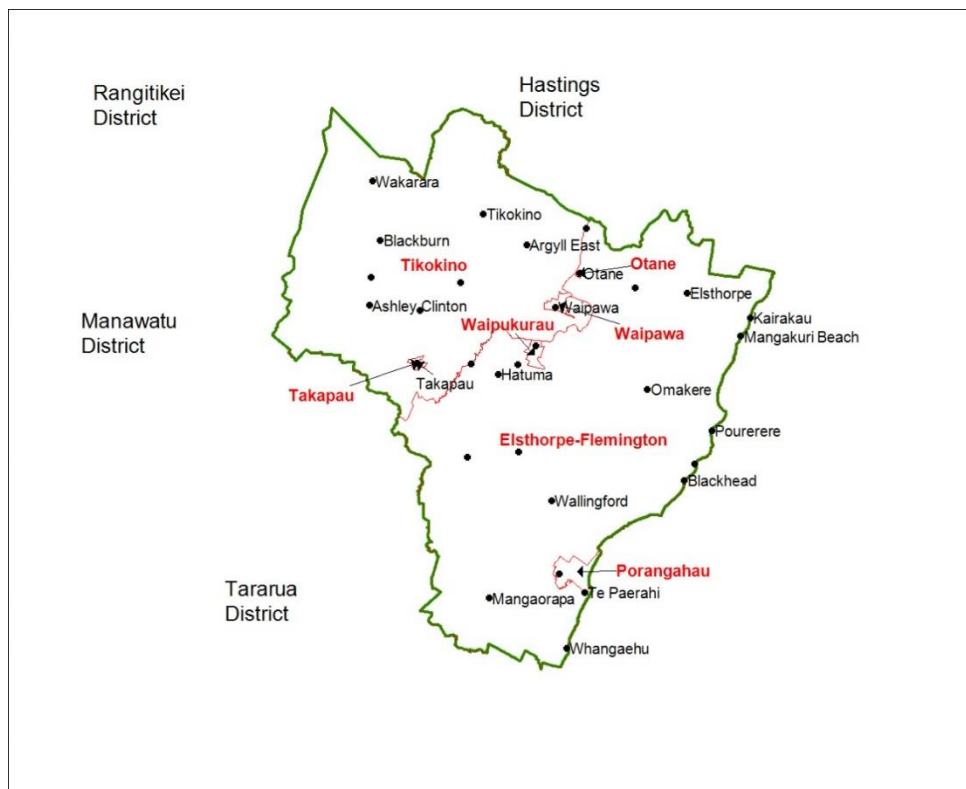 Rangitikei
District
Hastings
District
Wakarara
Tikokino
Blackburn
Argyll East
Tikokino
Otane
Otane
Elsthorpe
Ashley Clinton
Waipawa
Kairakau
Waipukurau
Waipawa
Manawatu
District
Mangakuri Beach
Hatuma
Takapau
Takapau
Omakere
Pourerere
Elsthorpe-Flemington
Blackhead
Wallingford
Porangahau
Tararua
District
Mangaorapa
Te Paerahi
Whangaehu